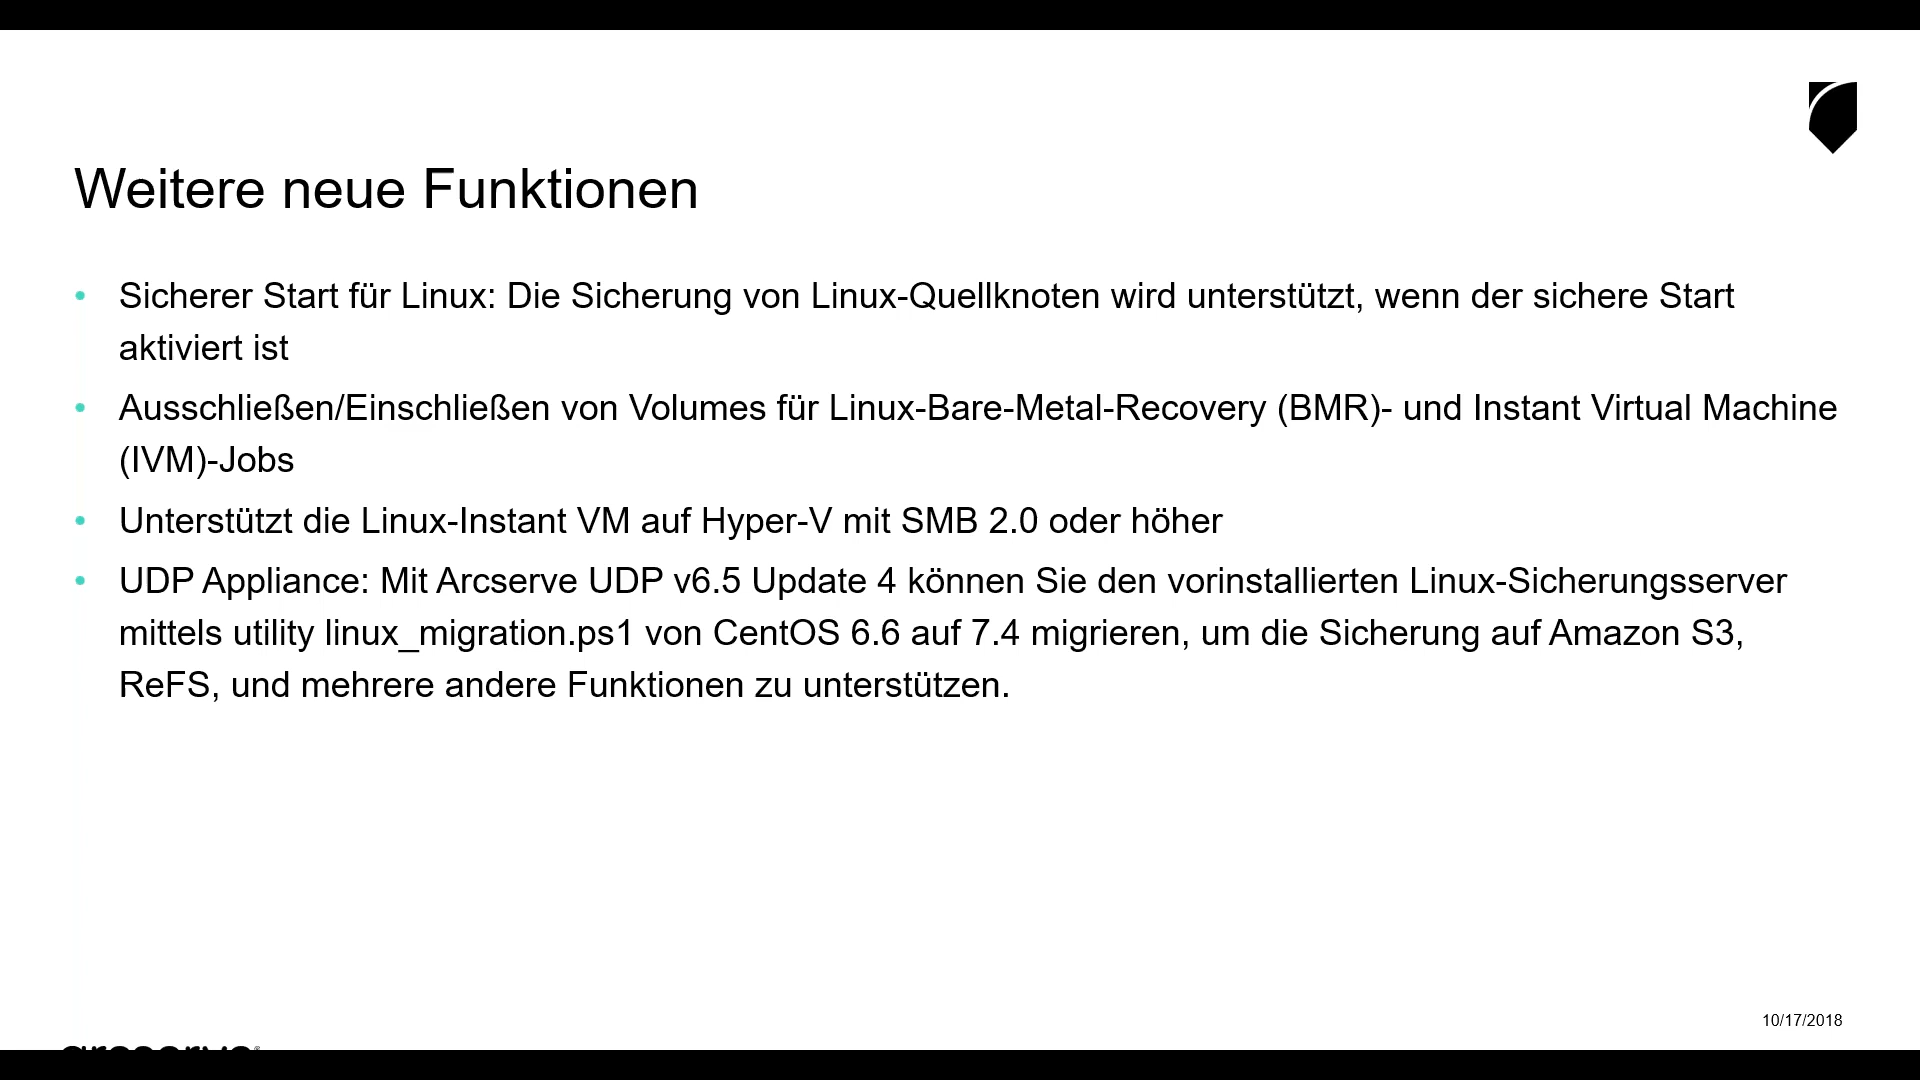 Weitere neue Funktionen
• Sicherer Start für Linux: Die Sicherung von Linux-Quellknoten wird unterstützt, wenn der sichere Start
aktiviert ist
• Ausschließen/Einschließen von Volumes für Linux-Bare-Metal-Recovery (BMR)- und Instant Virtual Machine
(IVM)-Jobs
• Unterstützt die Linux-Instant VM auf Hyper-V mit SMB 2.0 oder höher
• UDP Appliance: Mit Arcserve UDP v6.5 Update 4 können Sie den vorinstallierten Linux-Sicherungsserver
mittels utility linux_migration.ps1 von CentOS 6.6 auf 7.4 migrieren, um die Sicherung auf Amazon S3,
ReFS, und mehrere andere Funktionen zu unterstützen.
10/17/2018